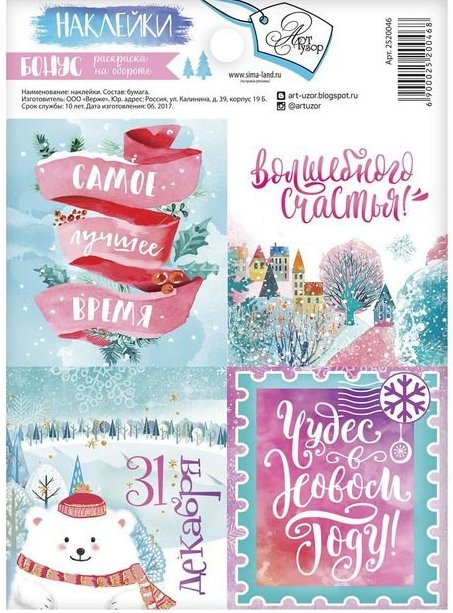 НАКЛЕЙКИ
БОНУС раскраска
на обороте
Арт
Узор
www.sima-land.ru
Наименование: наклейки. Состав: бумага.
Изготовитель: ООО «Верже». Юр. адрес: Россия, ул. Калинина, д. 39, корпус 19 Б.
Срок службы: 10 лет. Дата изготовления: 06. 2017.
art-uzor.blogspot.ru
@artuzor
Арт. 2520046
6900025200468
САМОЕ
лучшее
ВРЕМЯ
волшебного
счастья!
31
декабря
Чудес
в
Новом
Году!